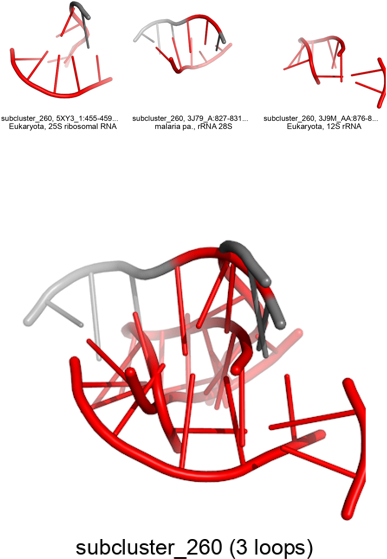 subcluster_260, 5XY3_1:455-459...
Eukaryota, 25S ribosomal RNA
subcluster_260, 3J79_A:827-831...
malaria pa., rRNA 28S
subcluster_260, 3J9M_AA:876-8...
Eukaryota, 12S rRNA
subcluster_260 (3 loops)